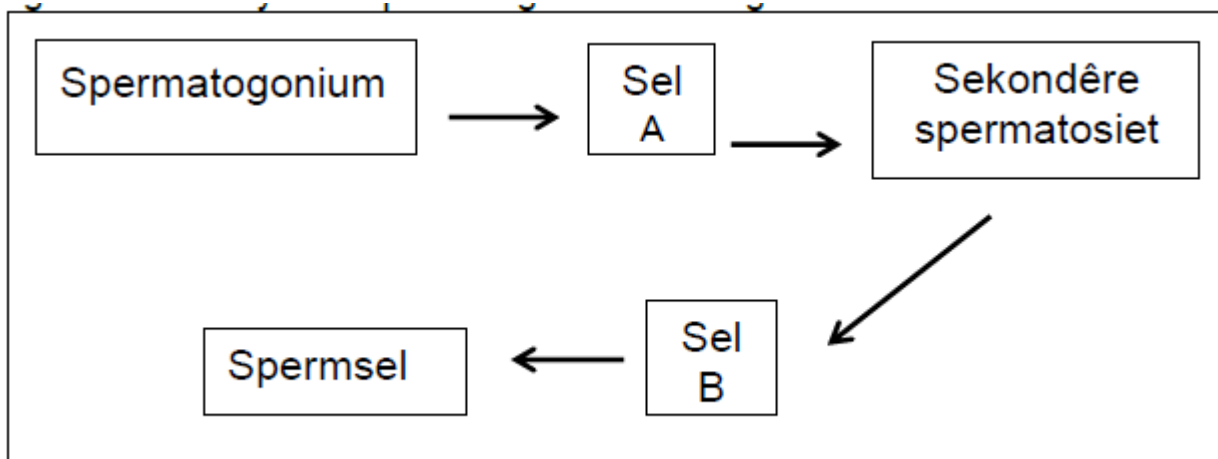 Spermatogonium
Sel
A
Sekondêre
spermatosiet
Sel
B
Spermsel